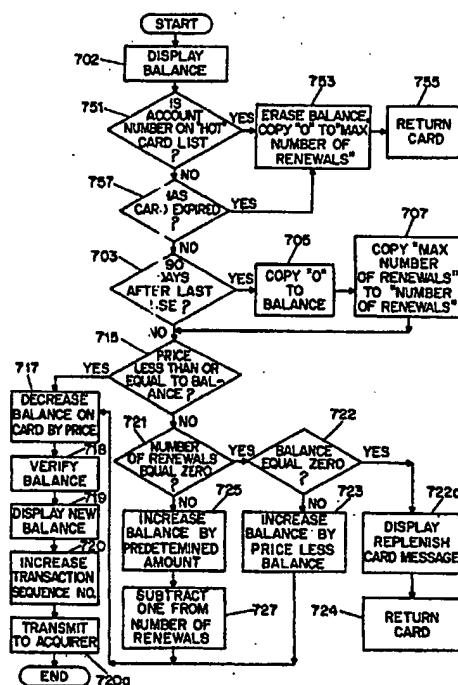 START
702
DISPLAY
BALANCE
751
IS
ACCOUNT
NUMBER ON "HOT"
CARD LIST
?
YES
753
ERASE BALANCE,
COPY "0" TO "MAX
NUMBER OF
RENEWALS"
755
RETURN
CARD
NO
757
CARD EXPIRED
?
YES
NO
703
90
AFTER LAST
?
YES
705
COPY "0"
TO
BALANCE
707
COPY "MAX
NUMBER
OF RENEWALS"
TO "NUMBER
OF RENEWALS"
NO
715
PRICE
LESS THAN OR
EQUAL TO BAL-
ANCE?
YES
NO
717
DECREASE
BALANCE ON
CARD BY PRICE
718
VERIFY
BALANCE
719
DISPLAY NEW
BALANCE
720
INCREASE
TRANSACTION
SEQUENCE NO.
TRANSMIT
TO ACQUIRER
720a
END
721
NUMBER
OF RENEWALS
EQUAL ZERO
?
YES
NO
722
BALANCE
EQUAL ZERO
?
YES
NO
725
INCREASE
BALANCE BY
PREDETEMINED
AMOUNT
727
SUBTRACT
ONE FROM
NUMBER OF
RENEWALS
723
INCREASE
BALANCE BY
PRICE LESS
BALANCE
DISPLAY
REPLENISH
CARD MESSAGE
724
RETURN
CARD